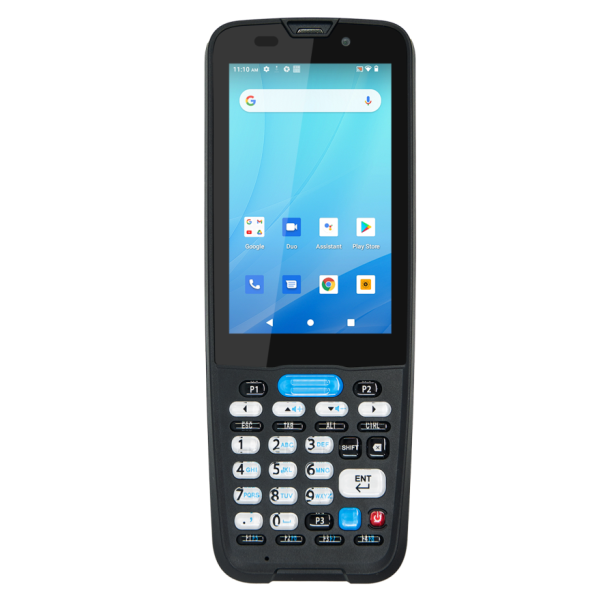 11:10 AM
G
Google Duo Assistant Play Store
P1 P2
ESC TAB ALT CTRL
1 2ABC 3DEF SHIFT
4GHI 5JKL 6MNO ENT
7PQRS 8TUV 9WXYZ
. * 0 P3